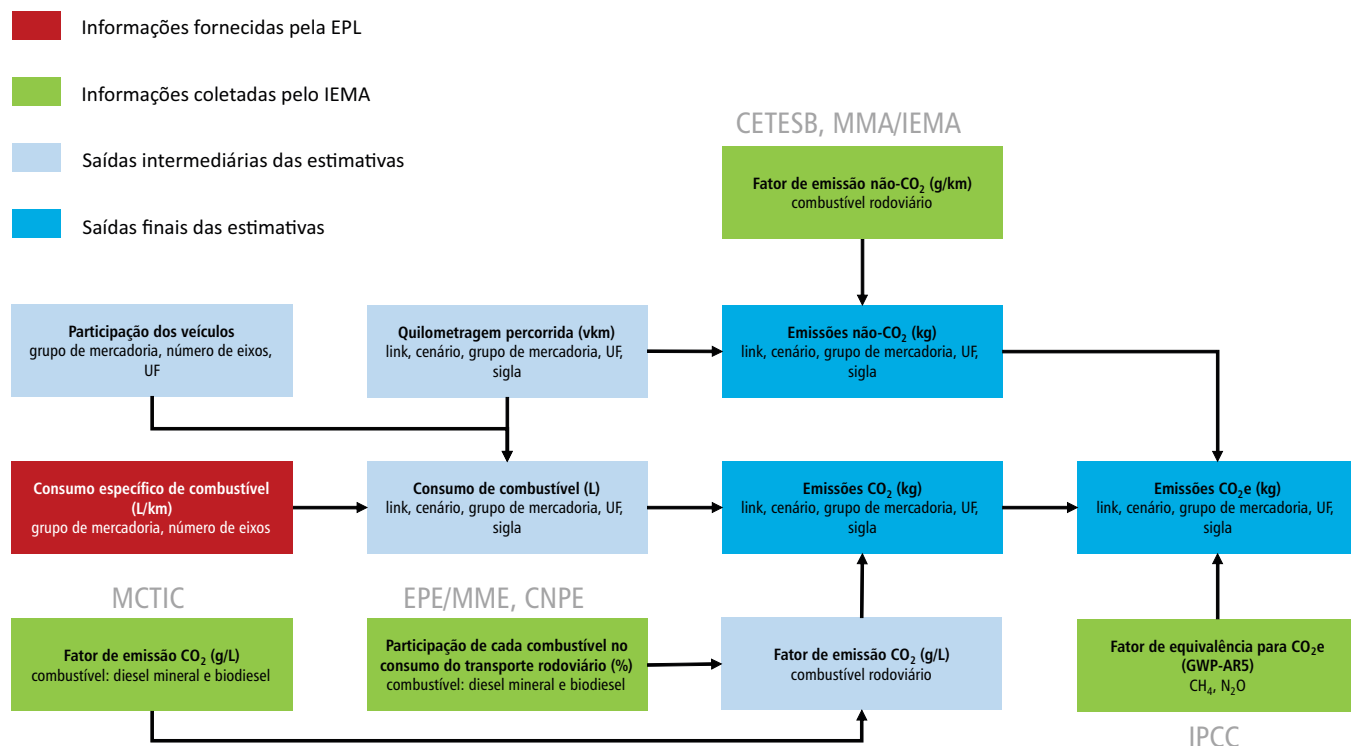 Informações fornecidas pela EPL
Informações coletadas pelo IEMA
Saídas intermediárias das estimativas
Saídas finais das estimativas
CETESB, MMA/IEMA
Fator de emissão não-CO₂ (g/km)
combustível rodoviário
Participação dos veículos
grupo de mercadoria, número de eixos,
UF
Quilometragem percorrida (vkm)
link, cenário, grupo de mercadoria, UF,
sigla
Emissões não-CO₂ (kg)
link, cenário, grupo de mercadoria, UF,
sigla
Consumo específico de combustível
(L/km)
grupo de mercadoria, número de eixos
Consumo de combustível (L)
link, cenário, grupo de mercadoria, UF,
sigla
Emissões CO₂ (kg)
link, cenário, grupo de mercadoria, UF,
sigla
Emissões CO₂e (kg)
link, cenário, grupo de mercadoria, UF,
sigla
MCTIC
Fator de emissão CO₂ (g/L)
combustível: diesel mineral e biodiesel
EPE/MME, CNPE
Participação de cada combustível no
consumo do transporte rodoviário (%)
combustível: diesel mineral e biodiesel
Fator de emissão CO₂ (g/L)
combustível rodoviário
Fator de equivalência para CO₂e
(GWP-AR5)
CH₄, N₂O
IPCC